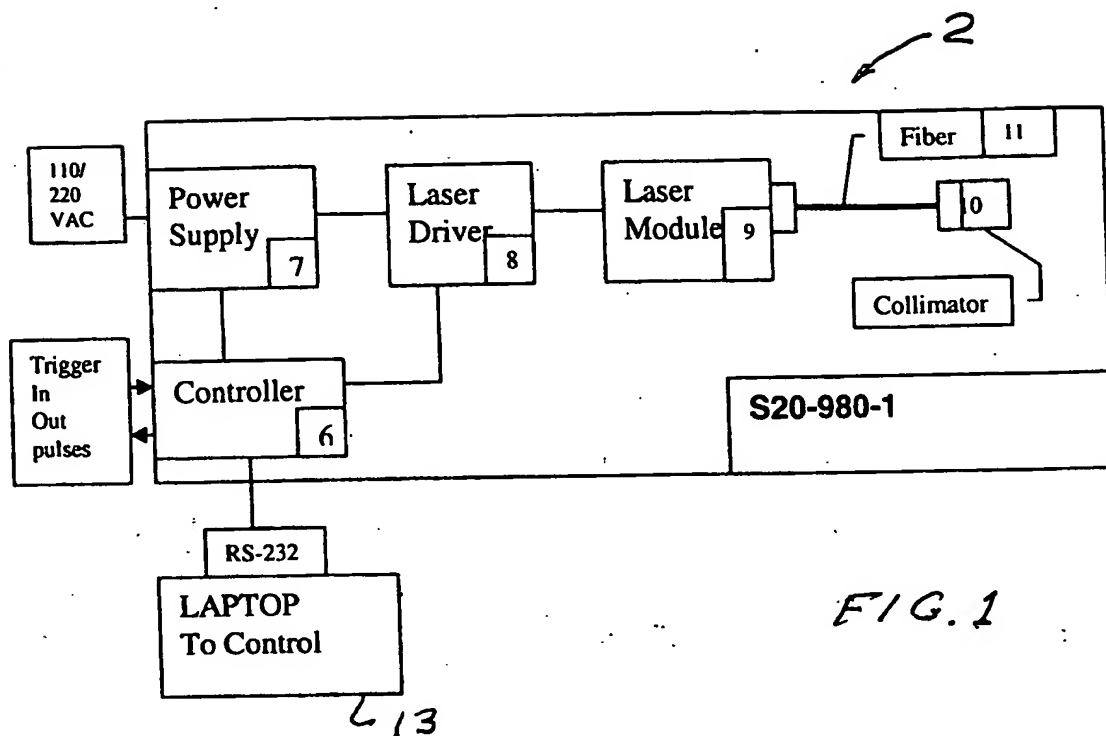 2
110/
220
VAC
Power
Supply
7
Laser
Driver
8
Laser
Module
9
Fiber
11
10
Collimator
Trigger
In
Out
pulses
Controller
6
S20-980-1
RS-232
LAPTOP
To Control
13
FIG. 1